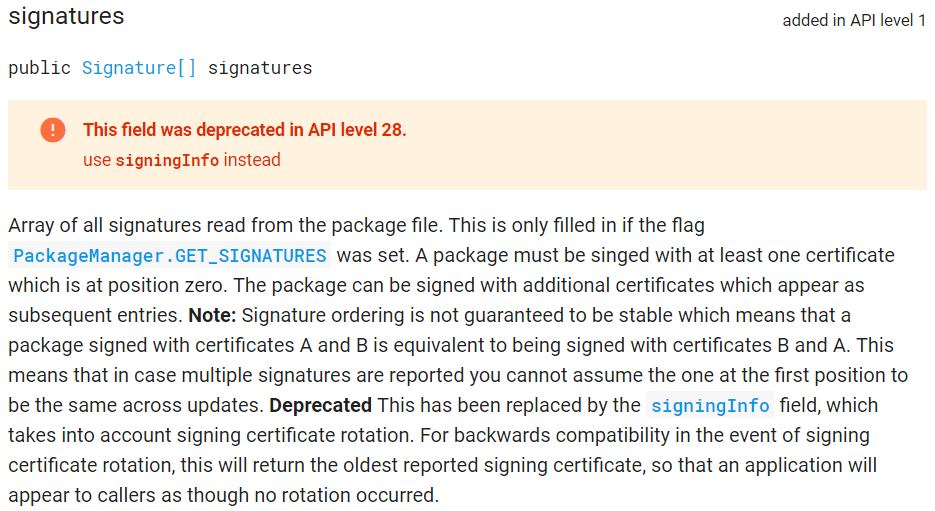 signatures
added in API level 1
public Signature[] signatures
This field was deprecated in API level 28.
use signingInfo instead
Array of all signatures read from the package file. This is only filled in if the flag
PackageManager.GET_SIGNATURES was set. A package must be singed with at least one certificate
which is at position zero. The package can be signed with additional certificates which appear as
subsequent entries. Note: Signature ordering is not guaranteed to be stable which means that a
package signed with certificates A and B is equivalent to being signed with certificates B and A. This
means that in case multiple signatures are reported you cannot assume the one at the first position to
be the same across updates. Deprecated This has been replaced by the signingInfo field, which
takes into account signing certificate rotation. For backwards compatibility in the event of signing
certificate rotation, this will return the oldest reported signing certificate, so that an application will
appear to callers as though no rotation occurred.